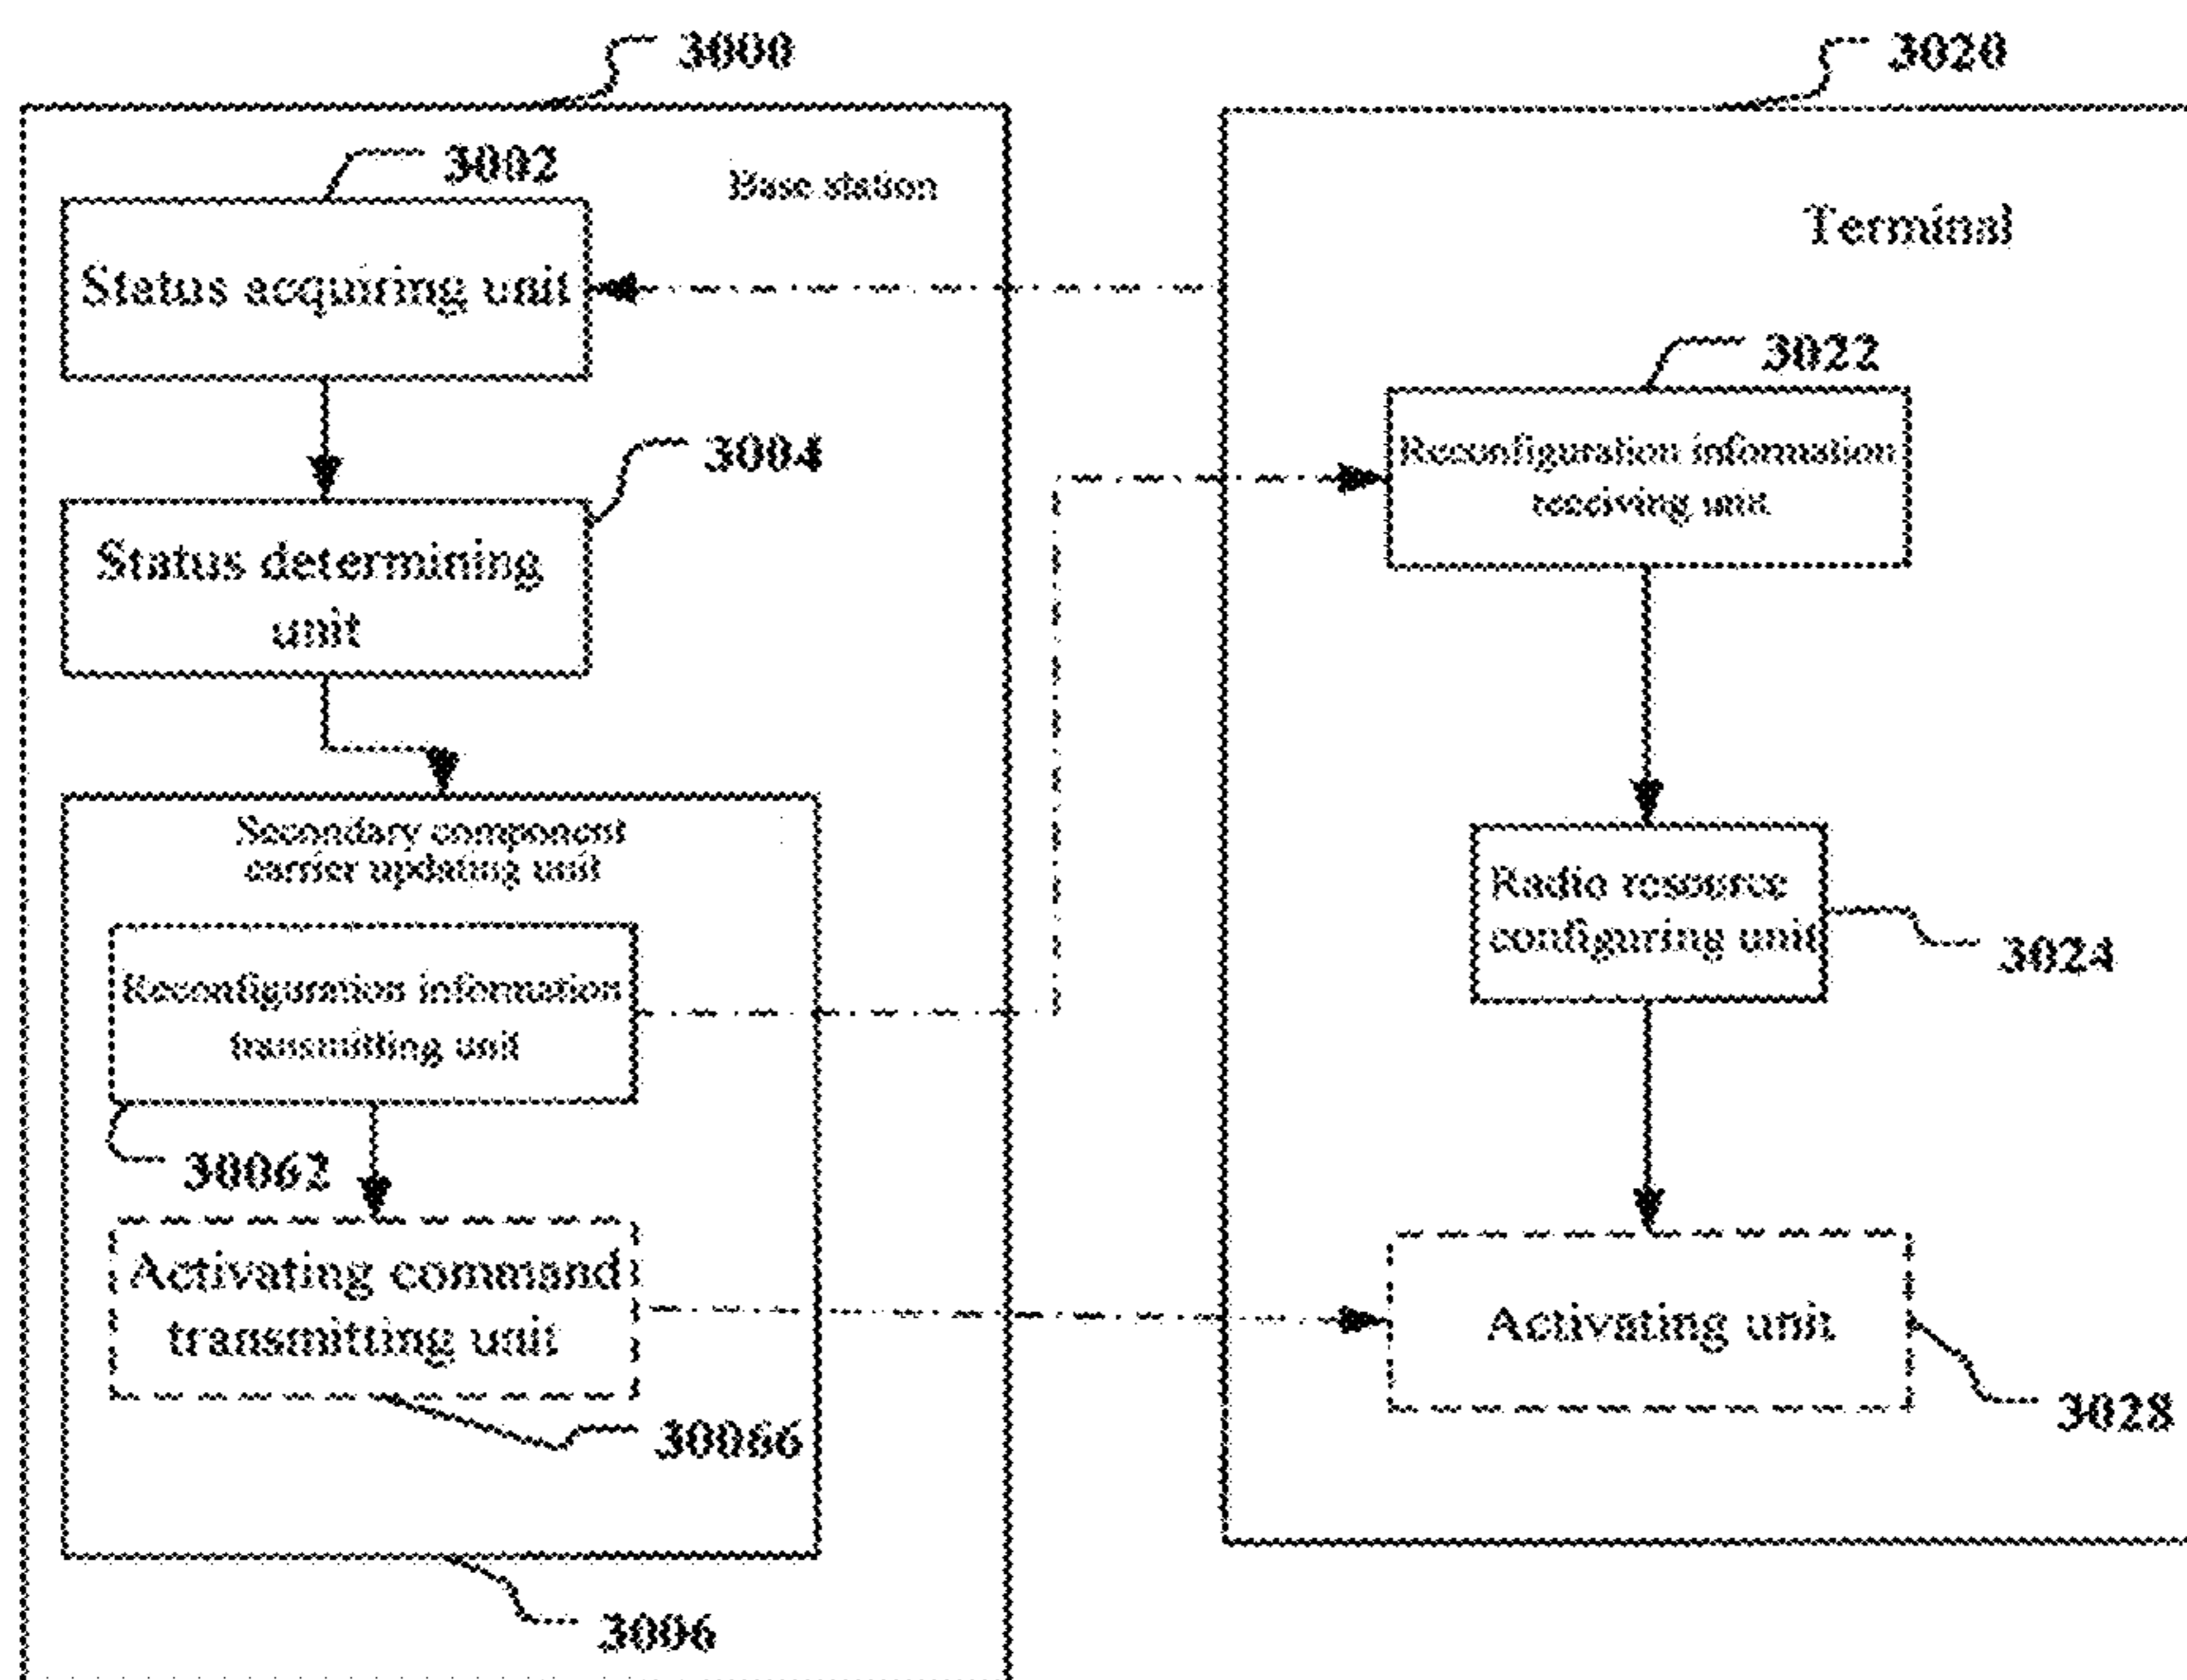 3000
3020
3002
Base station
Terminal
Status acquiring unit
3022
Reconfiguration information
receiving unit
3004
Status determining
unit
Secondary component
carrier updating unit
Radio resource
configuring unit
3024
Reconfiguration information
transmitting unit
30062
Activating command
transmitting unit
Activating unit
30066
3028
3006